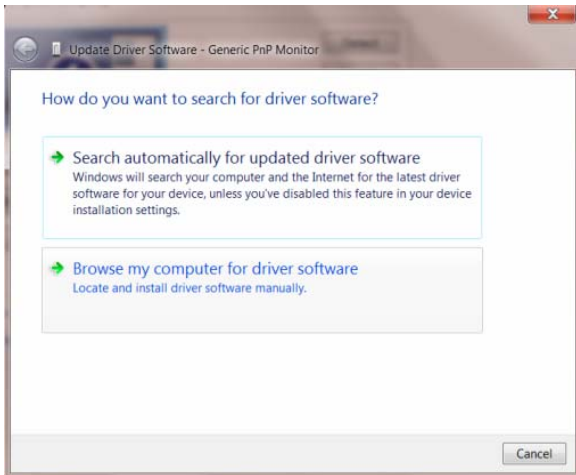 Update Driver Software - Generic PnP Monitor
How do you want to search for driver software?
Search automatically for updated driver software
Windows will search your computer and the Internet for the latest driver
software for your device, unless you've disabled this feature in your device
installation settings.
Browse my computer for driver software
Locate and install driver software manually.
Cancel